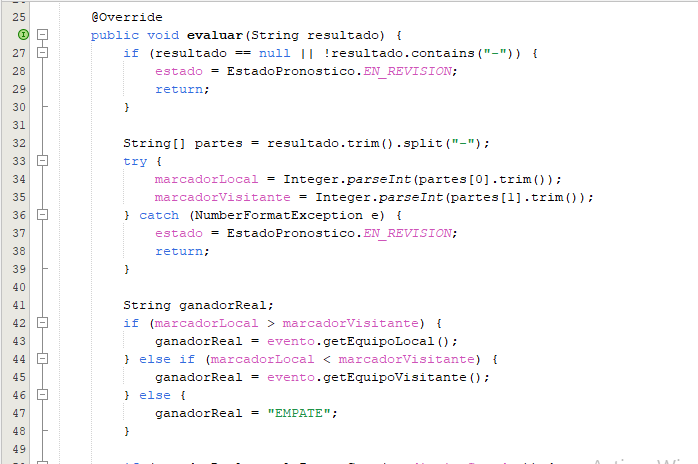 25 @Override
public void evaluar(String resultado) {
27 if (resultado == null || !resultado.contains("-")) {
28 estado = EstadoPronostico.EN_REVISION;
29 return;
30 }
31
32 String[] partes = resultado.trim().split("-");
33 try {
34 marcadorLocal = Integer.parseInt(partes[0].trim());
35 marcadorVisitante = Integer.parseInt(partes[1].trim());
36 } catch (NumberFormatException e) {
37 estado = EstadoPronostico.EN_REVISION;
38 return;
39 }
40
41 String ganadorReal;
42 if (marcadorLocal > marcadorVisitante) {
43 ganadorReal = evento.getEquipoLocal();
44 } else if (marcadorLocal < marcadorVisitante) {
45 ganadorReal = evento.getEquipoVisitante();
46 } else {
47 ganadorReal = "EMPATE";
48 }
49